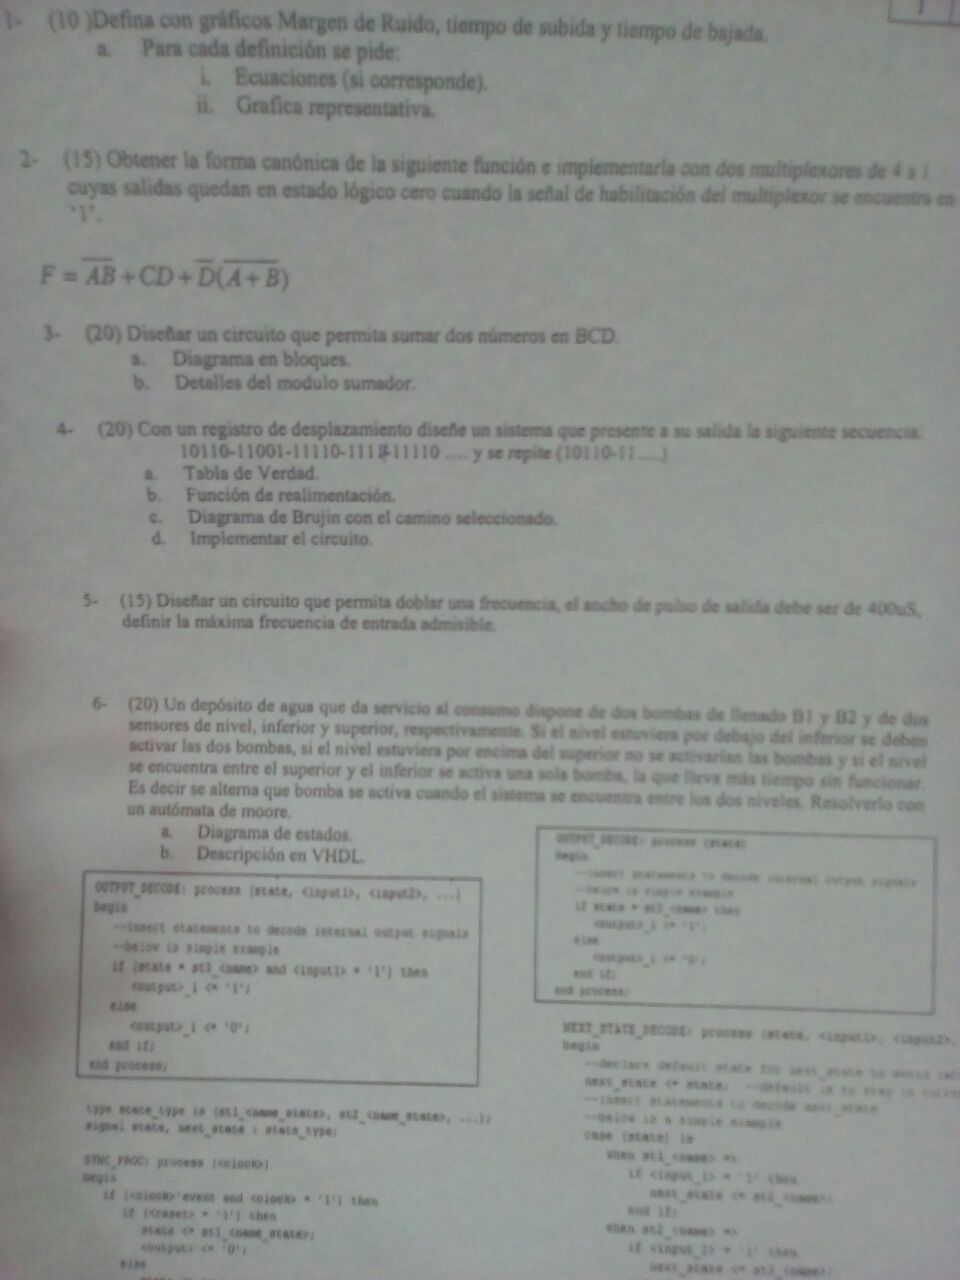 1- (10 )Defina con gráficos Margen de Ruido, tiempo de subida y tiempo de bajada.
a. Para cada definición se pide:
i. Ecuaciones (si corresponde).
ii. Grafica representativa.
2- (15) Obtener la forma canónica de la siguiente función e implementarla con dos multiplexores de 4 a 1
cuyas salidas quedan en estado lógico cero cuando la señal de habilitación del multiplexor se encuentra en
'1'.
F = \overline{AB} + CD + \overline{D}(\overline{A + B})
3- (20) Diseñar un circuito que permita sumar dos números en BCD.
a. Diagrama en bloques.
b. Detalles del modulo sumador.
4- (20) Con un registro de desplazamiento diseñe un sistema que presente a su salida la siguiente secuencia.
10110-11001-11110- -11110 .... y se repite (10110-11....)
a. Tabla de Verdad.
b. Función de realimentación.
c. Diagrama de Brujin con el camino seleccionado.
d. Implementar el circuito.
5- (15) Diseñar un circuito que permita doblar una frecuencia, el ancho de pulso de salida debe ser de 400uS,
definir la máxima frecuencia de entrada admisible.
6- (20) Un depósito de agua que da servicio al consumo dispone de dos bombas de llenado B1 y B2 y de dos
sensores de nivel, inferior y superior, respectivamente. Si el nivel estuviera por debajo del inferior se deben
activar las dos bombas, si el nivel estuviera por encima del superior no se activarían las bombas y si el nivel
se encuentra entre el superior y el inferior se activa una sola bomba, la que lleva más tiempo sin funcionar.
Es decir se alterna que bomba se activa cuando el sistema se encuentra entre los dos niveles. Resolverlo con
un autómata de moore.
a. Diagrama de estados.
b. Descripción en VHDL.
OUTPUT_DECODE: process (state, <input1>, <input2>, ...)
begin
--insert statements to decode internal output signals
--below is simple example
if (state = st3_<name> and <input1> = '1') then
<output>_i <= '1';
else
<output>_i <= '0';
end if;
end process;
type state_type is (st1_<name_state>, st2_<name_state>, ...);
signal state, next_state : state_type;
SYNC_PROC: process (<clock>)
begin
if (<clock>'event and <clock> = '1') then
if (<reset> = '1') then
state <= st1_<name_state>;
<output> <= '0';
else
OUTPUT_DECODE: process (state)
begin
--insert statements to decode internal output signals
--below is simple example
if state = st3_<name> then
<output>_i <= '1';
else
<output>_i <= '0';
end if;
end process;
NEXT_STATE_DECODE: process (state, <input1>, <input2>,
begin
--declare default state for next_state to avoid
next_state <= state; --default is to stay in
--insert statements to decode next_state
--below is a simple example
case (state) is
when st1_<name> =>
if <input_1> = '1' then
next_state <= st2_<name>;
end if;
when st2_<name> =>
if <input_2> = '1' then
next_state <= st3_<name>;